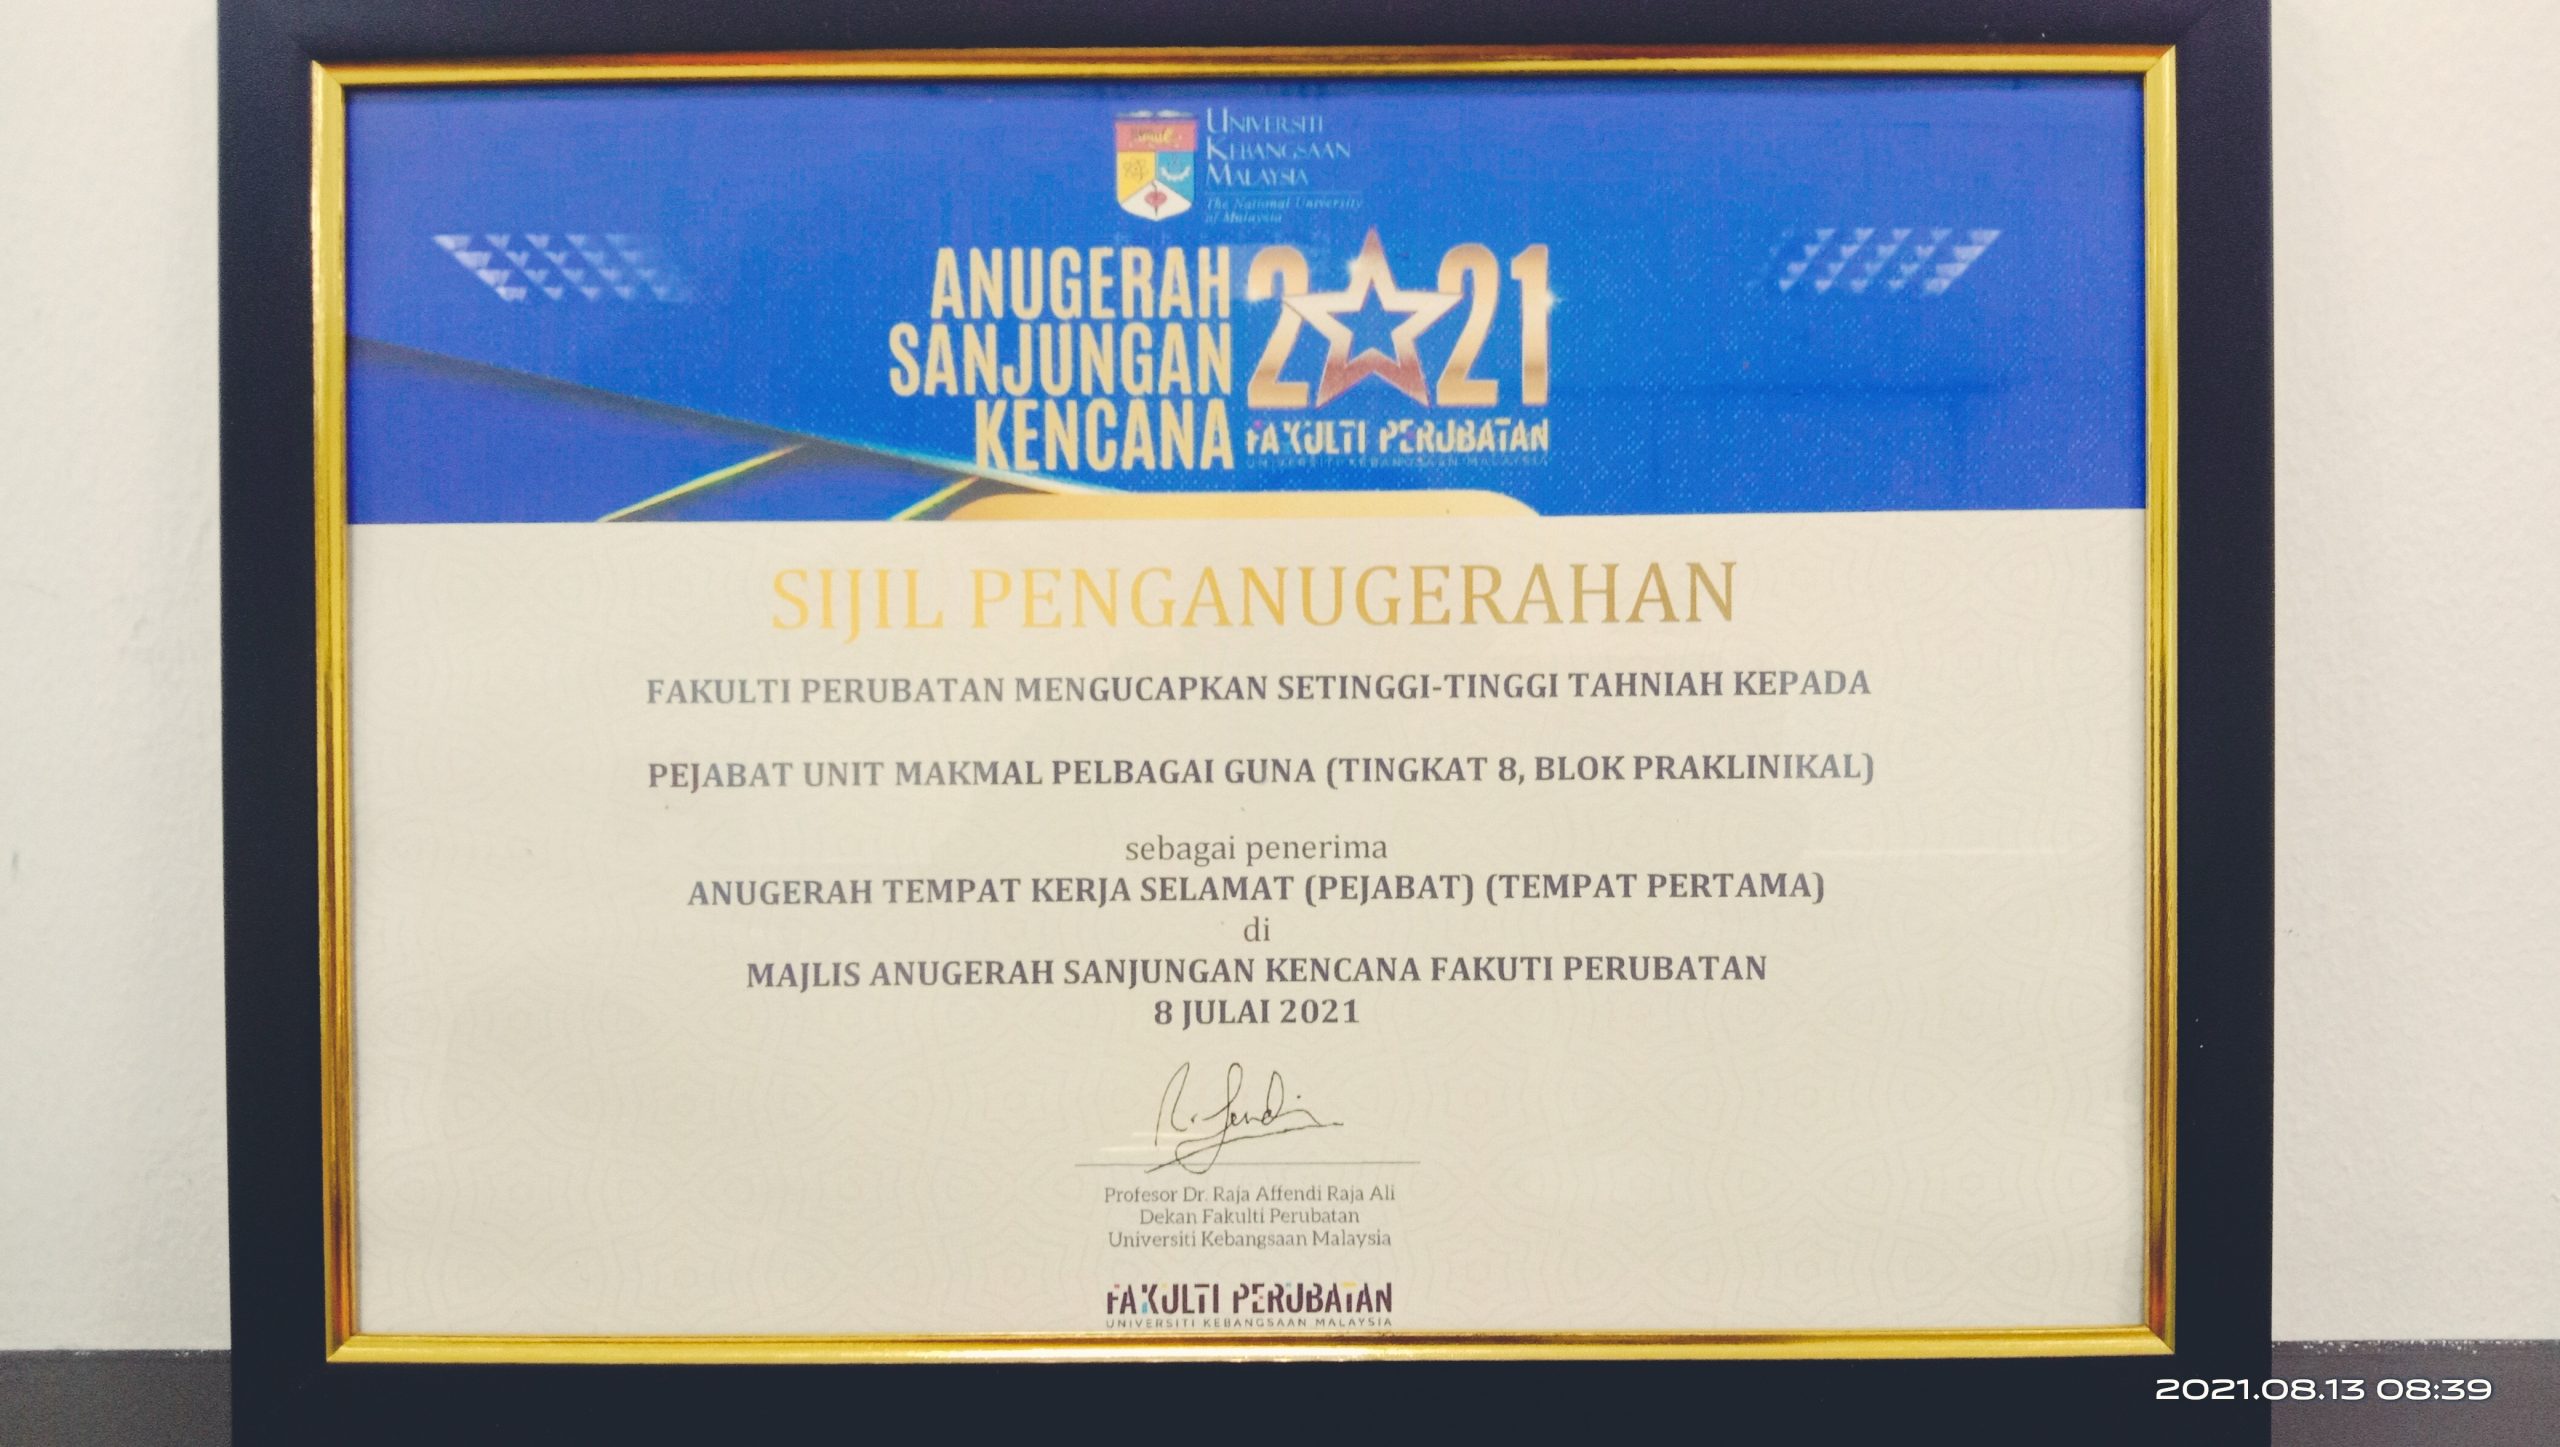 UNIVERSITI
KEBANGSAAN
MALAYSIA
The National University
of Malaysia
ANUGERAH
SANJUNGAN
KENCANA
2021
FAKULTI PERUBATAN
UNIVERSITI KEBANGSAAN MALAYSIA
SIJIL PENGANUGERAHAN
FAKULTI PERUBATAN MENGUCAPKAN SETINGGI-TINGGI TAHNIAH KEPADA
PEJABAT UNIT MAKMAL PELBAGAI GUNA (TINGKAT 8, BLOK PRAKLINIKAL)
sebagai penerima
ANUGERAH TEMPAT KERJA SELAMAT (PEJABAT) (TEMPAT PERTAMA)
di
MAJLIS ANUGERAH SANJUNGAN KENCANA FAKUTI PERUBATAN
8 JULAI 2021
Profesor Dr. Raja Affendi Raja Ali
Dekan Fakulti Perubatan
Universiti Kebangsaan Malaysia
FAKULTI PERUBATAN
UNIVERSITI KEBANGSAAN MALAYSIA
2021.08.13 08:39